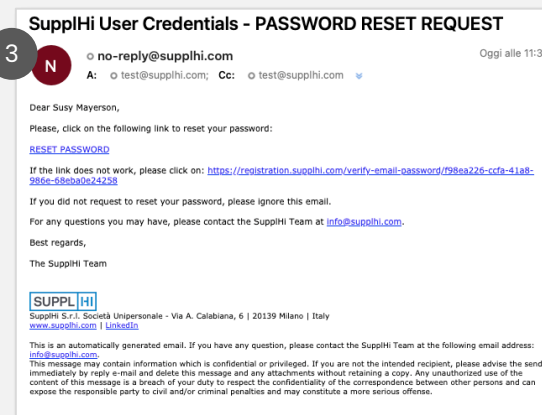 SupplHi User Credentials - PASSWORD RESET REQUEST
3
N
no-reply@supplhi.com
Oggi alle 11:3
A: test@supplhi.com; Cc: test@supplhi.com
Dear Susy Mayerson,
Please, click on the following link to reset your password:
RESET PASSWORD
If the link does not work, please click on: https://registration.supplhi.com/verify-email-password/f98ea226-ccfa-41a8-
986e-68eba0e24258
If you did not request to reset your password, please ignore this email.
For any questions you may have, please contact the SupplHi Team at info@supplhi.com.
Best regards,
The SupplHi Team
SUPPL HI
SupplHi S.r.l. Società Unipersonale - Via A. Calabiana, 6 | 20139 Milano | Italy
www.supplhi.com | LinkedIn
This is an automatically generated email. If you have any question, please contact the SupplHi Team at the following email address:
info@supplhi.com.
This message may contain information which is confidential or privileged. If you are not the intended recipient, please advise the send
immediately by reply e-mail and delete this message and any attachments without retaining a copy. Any unauthorized use of the
content of this message is a breach of your duty to respect the confidentiality of the correspondence between other persons and can
expose the responsible party to civil and/or criminal penalties and may constitute a more serious offense.